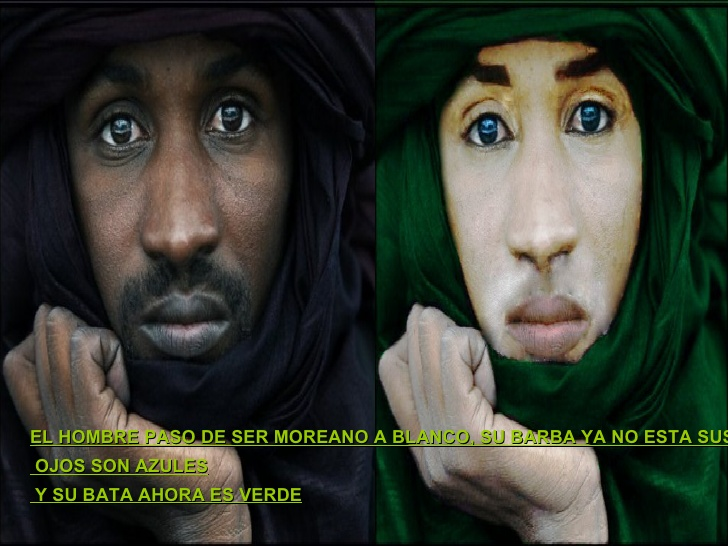 EL HOMBRE PASO DE SER MOREANO A BLANCO, SU BARBA YA NO ESTA SUS
OJOS SON AZULES
Y SU BATA AHORA ES VERDE